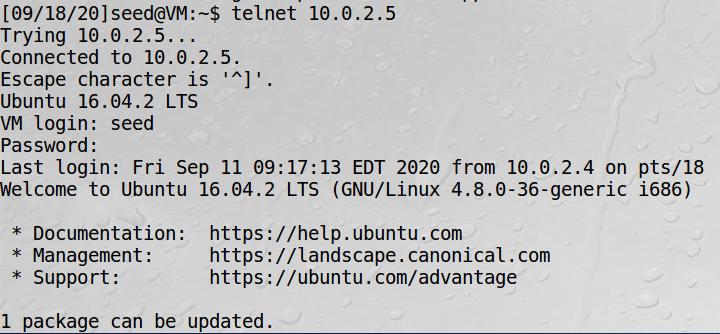 [09/18/20]seed@VM:~$ telnet 10.0.2.5
Trying 10.0.2.5...
Connected to 10.0.2.5.
Escape character is '^]'.
Ubuntu 16.04.2 LTS
VM login: seed
Password:
Last login: Fri Sep 11 09:17:13 EDT 2020 from 10.0.2.4 on pts/18
Welcome to Ubuntu 16.04.2 LTS (GNU/Linux 4.8.0-36-generic i686)

 * Documentation:  https://help.ubuntu.com
 * Management:     https://landscape.canonical.com
 * Support:        https://ubuntu.com/advantage

1 package can be updated.